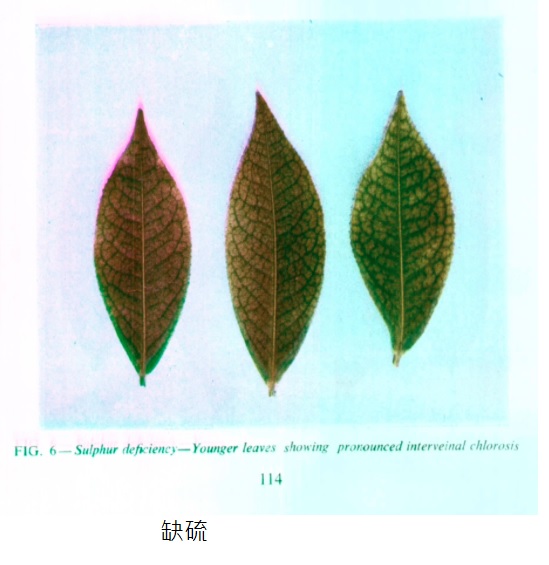 FIG. 6—Sulphur deficiency—Younger leaves showing pronounced interveinal chlorosis
114
缺硫